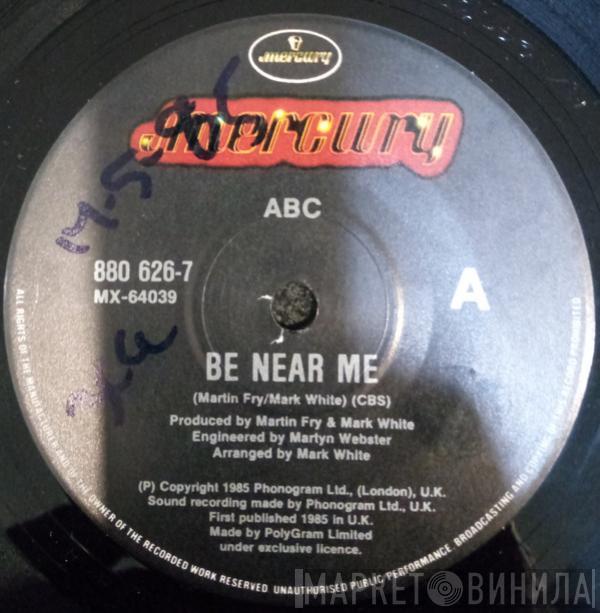 mercury
mercury
ABC
880 626-7
MX-64039
A
BE NEAR ME
(Martin Fry/Mark White) (CBS)
Produced by Martin Fry & Mark White
Engineered by Martyn Webster
Arranged by Mark White
(P) Copyright 1985 Phonogram Ltd., (London), U.K.
Sound recording made by Phonogram Ltd., U.K.
First published 1985 in U.K.
Made by PolyGram Limited
under exclusive licence.
ALL RIGHTS OF THE MANUFACTURER AND OF THE OWNER OF THE RECORDED WORK RESERVED. UNAUTHORISED PUBLIC PERFORMANCE, BROADCASTING AND COPYING OF THIS RECORD PROHIBITED
МАРКЕТ ВИНИЛА